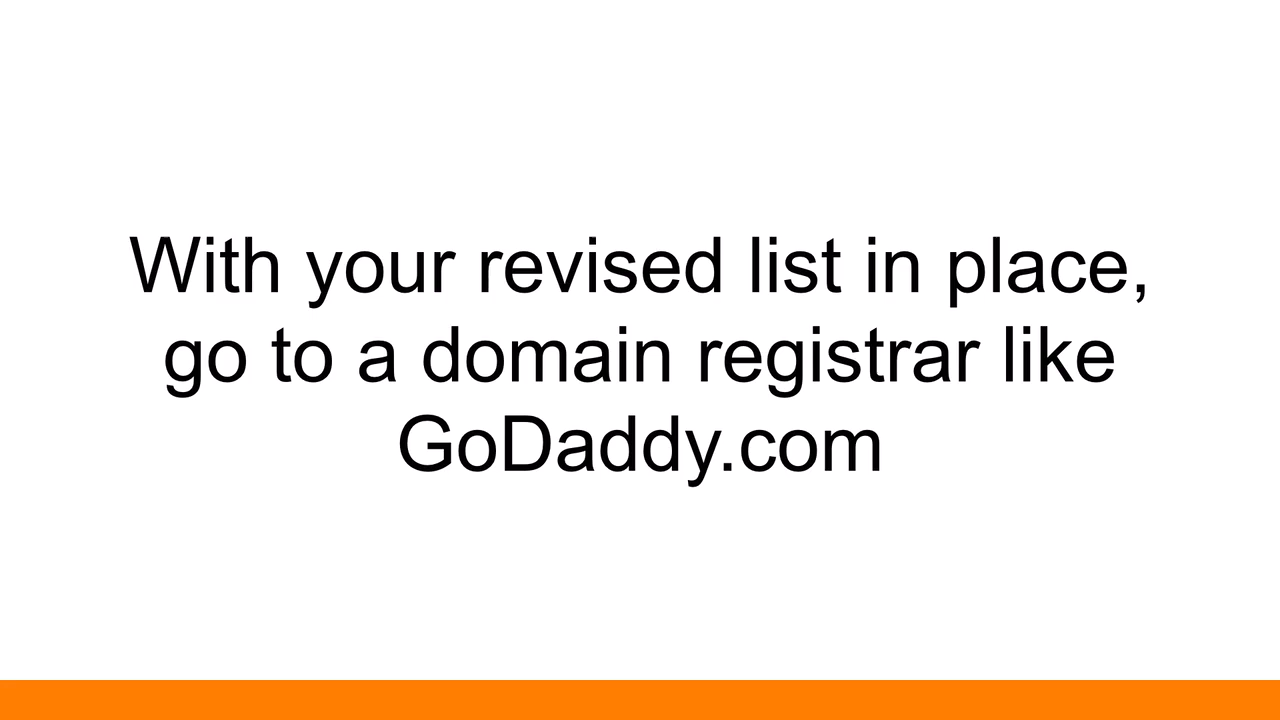 With your revised list in place,
go to a domain registrar like
GoDaddy.com